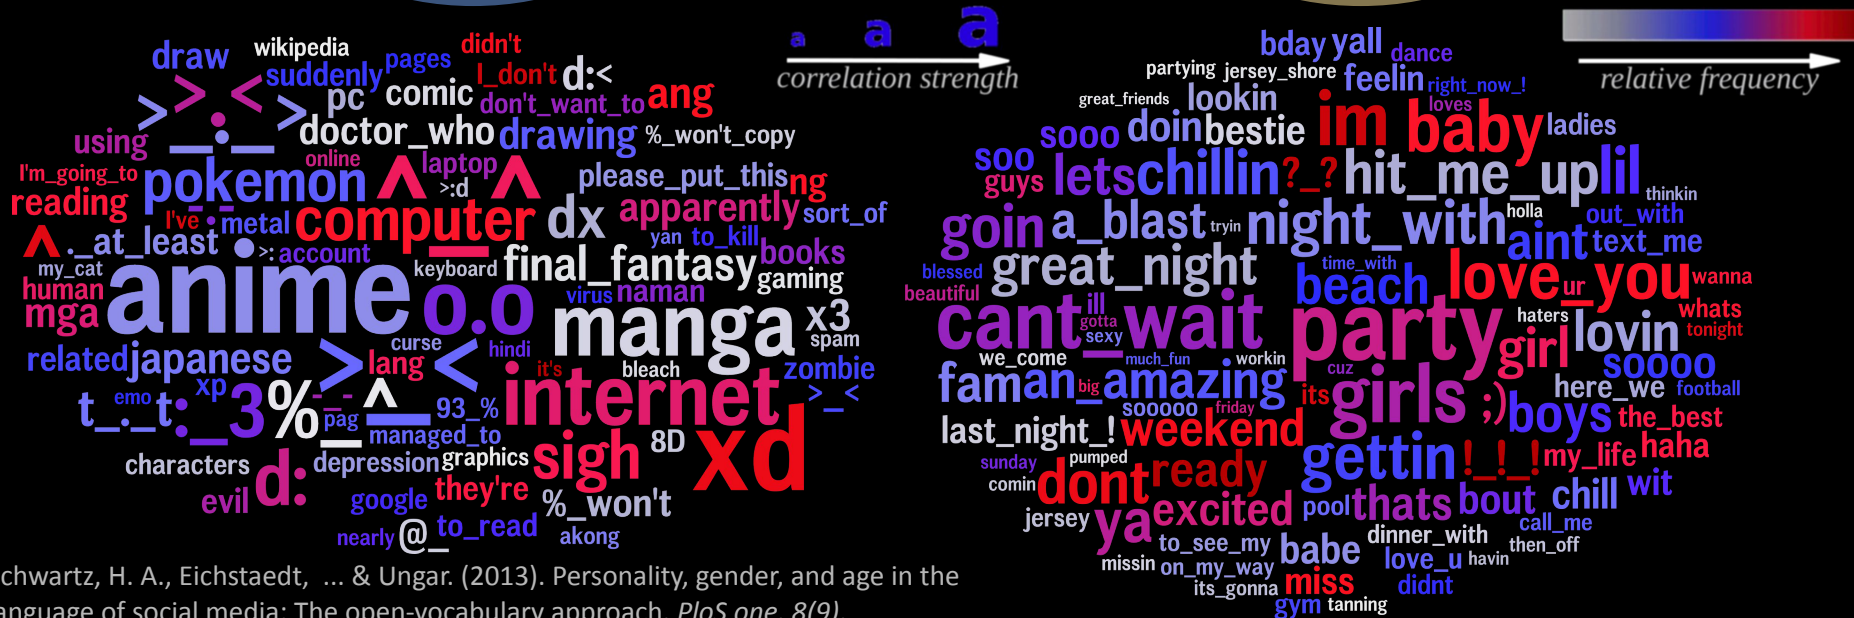 draw wikipedia pages didn't
suddenly I_don't d:<
>_.< > > pc comic don't_want_to ang
using doctor_who drawing %_won't_copy
online laptop
I'm_going_to pokemon ^_^ >:d please_put_this ng
reading I've metal computer dx apparently sort_of
^ ._at_least >: account yan to_kill books
my_cat anime keyboard final_fantasy gaming
human o.o virus naman
mga manga x3
curse hindi spam
related japanese > lang < it's bleach zombie
t_._t emo xp :_3 % -_- ^_ internet >_<
pag 93_%
managed_to xd
characters d: depression graphics sigh 8D
evil google they're %_won't
nearly @_ to_read akong
a a a
correlation strength
relative frequency
bday yall dance
partying jersey_shore feelin right_now_!
great_friends lookin im loves baby
sooo doin bestie ladies
soo lets chillin ?_? hit_me_up lil
guys thinkin
goin a_blast tryin night_with holla out_with
aint text_me
blessed great_night time_with love_you wanna
beautiful beach ur
cant_wait ill gotta sexy party haters whats
girl lovin tonight
we_come much_fun workin cuz soooo
fam an_amazing big its girls ;) here_we football
sooooo friday boys the_best
last_night_! weekend
sunday pumped gettin !_!_! my_life haha
comin dont ready
jersey ya excited pool thats bout chill wit
call_me
to_see_my babe dinner_with then_off
missin on_my_way love_u havin
its_gonna miss didnt
gym tanning
chwartz, H. A., Eichstaedt, ... & Ungar. (2013). Personality, gender, and age in the
anguage of social media: The open-vocabulary approach. PloS one, 8(9).